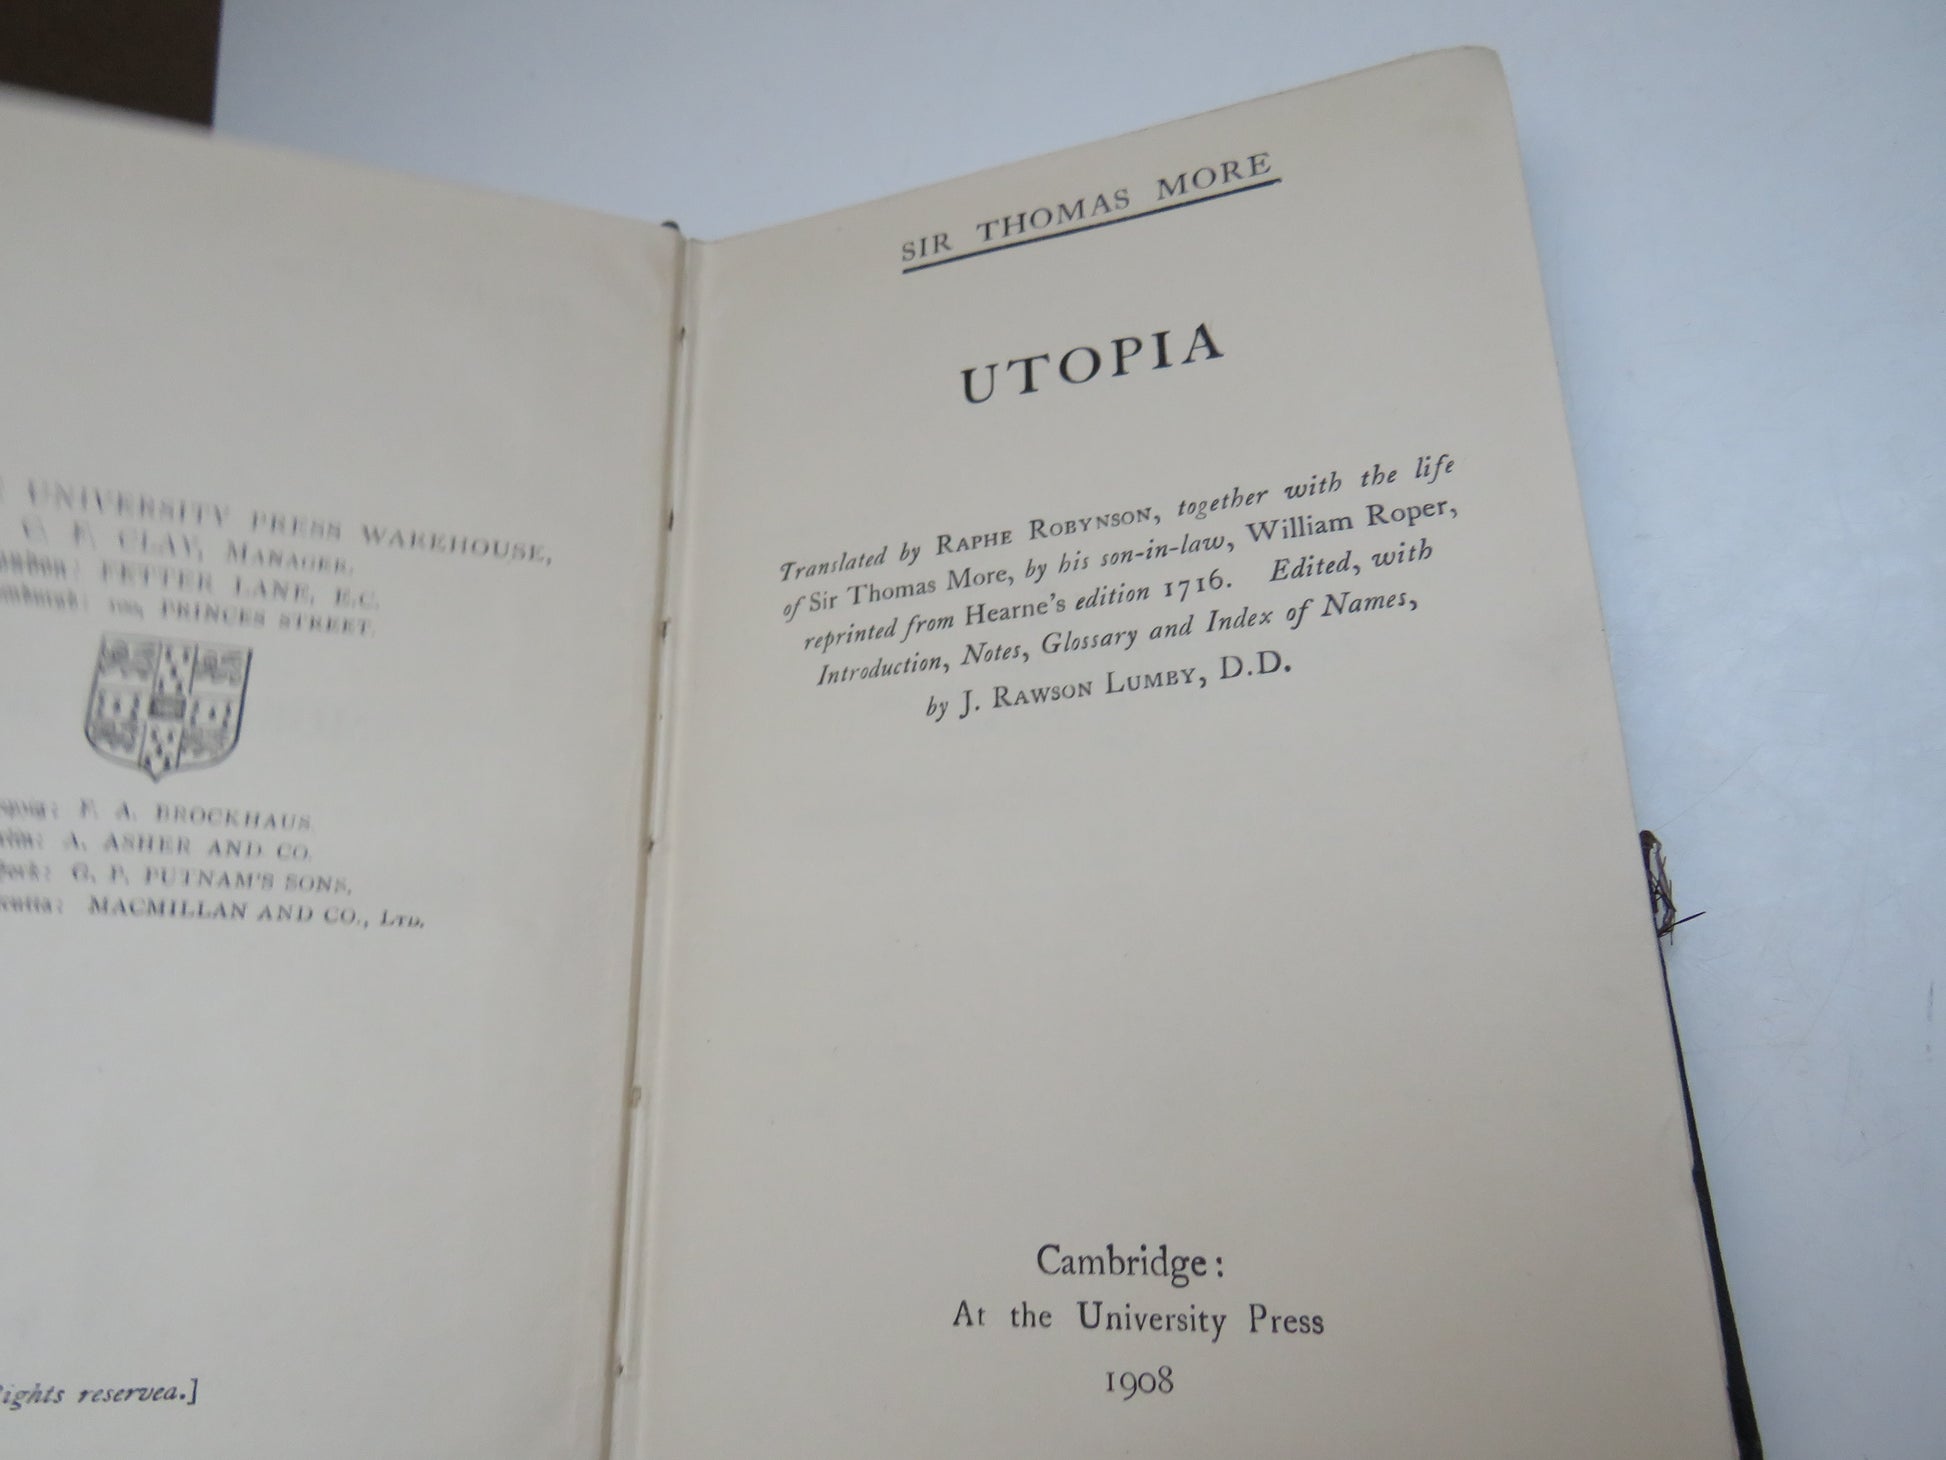 UNIVERSITY PRESS WAREHOUSE,
C. F. CLAY, MANAGER.
FETTER LANE, E.C.
100, PRINCES STREET.
F. A. BROCKHAUS.
A. ASHER AND CO.
G. P. PUTNAM'S SONS,
MACMILLAN AND CO., LTD.
Rights reserved.]
SIR THOMAS MORE
UTOPIA
Translated by RAPHE ROBYNSON, together with the life
of Sir Thomas More, by his son-in-law, William Roper,
reprinted from Hearne's edition 1716. Edited, with
Introduction, Notes, Glossary and Index of Names,
by J. RAWSON LUMBY, D.D.
Cambridge:
At the University Press
1908